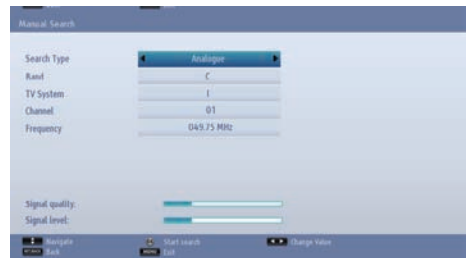 Manual Search
Search Type Analogue
Band C
TV System I
Channel 01
Frequency 049.75 MHz
Signal quality:
Signal level:
Navigate Start search Change Value
Back MENU Exit